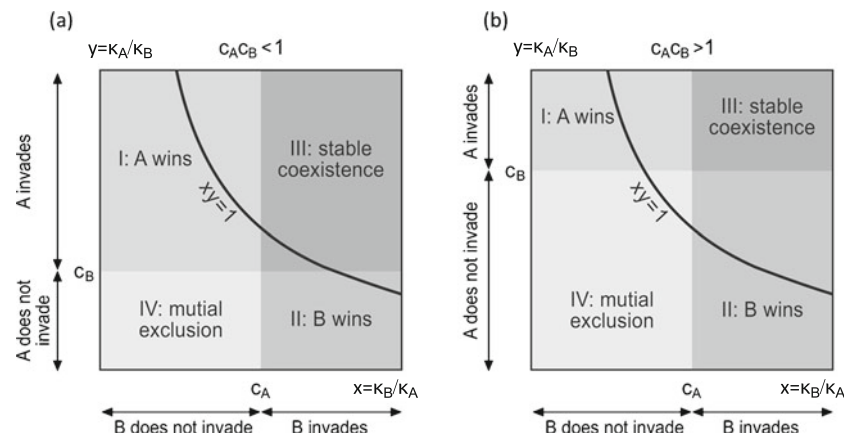 (a)
y=κA/κB
cAcB<1
A invades
A does not
invade
I: A wins
III: stable
coexistence
xy=1
cB
IV: mutial
exclusion
II: B wins
cA
x=κB/κA
B does not invade
B invades
(b)
y=κA/κB
cAcB>1
A invades
A does not invade
I: A wins
III: stable
coexistence
cB
xy=1
IV: mutial
exclusion
II: B wins
cA
x=κB/κA
B does not invade
B invades